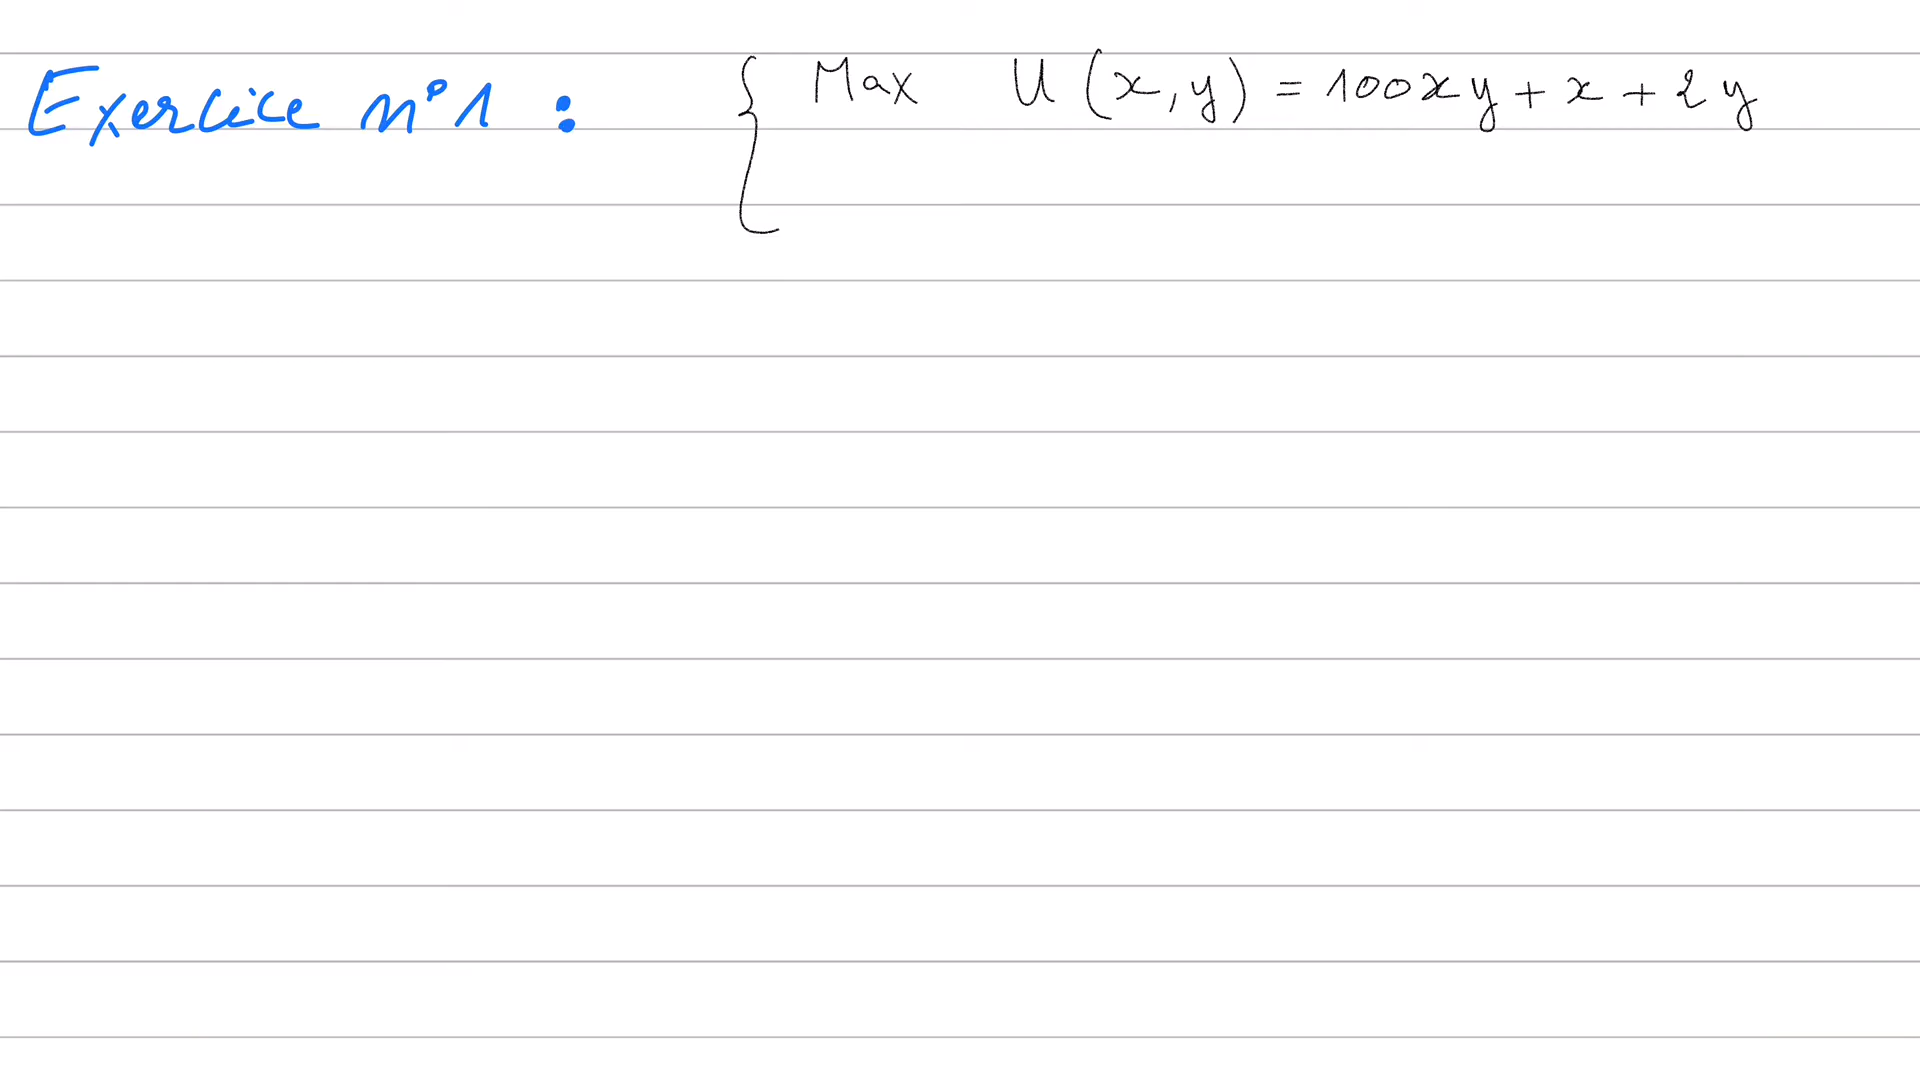 Exercice n°1 : { Max U (x, y) = 100xy + x + 2y